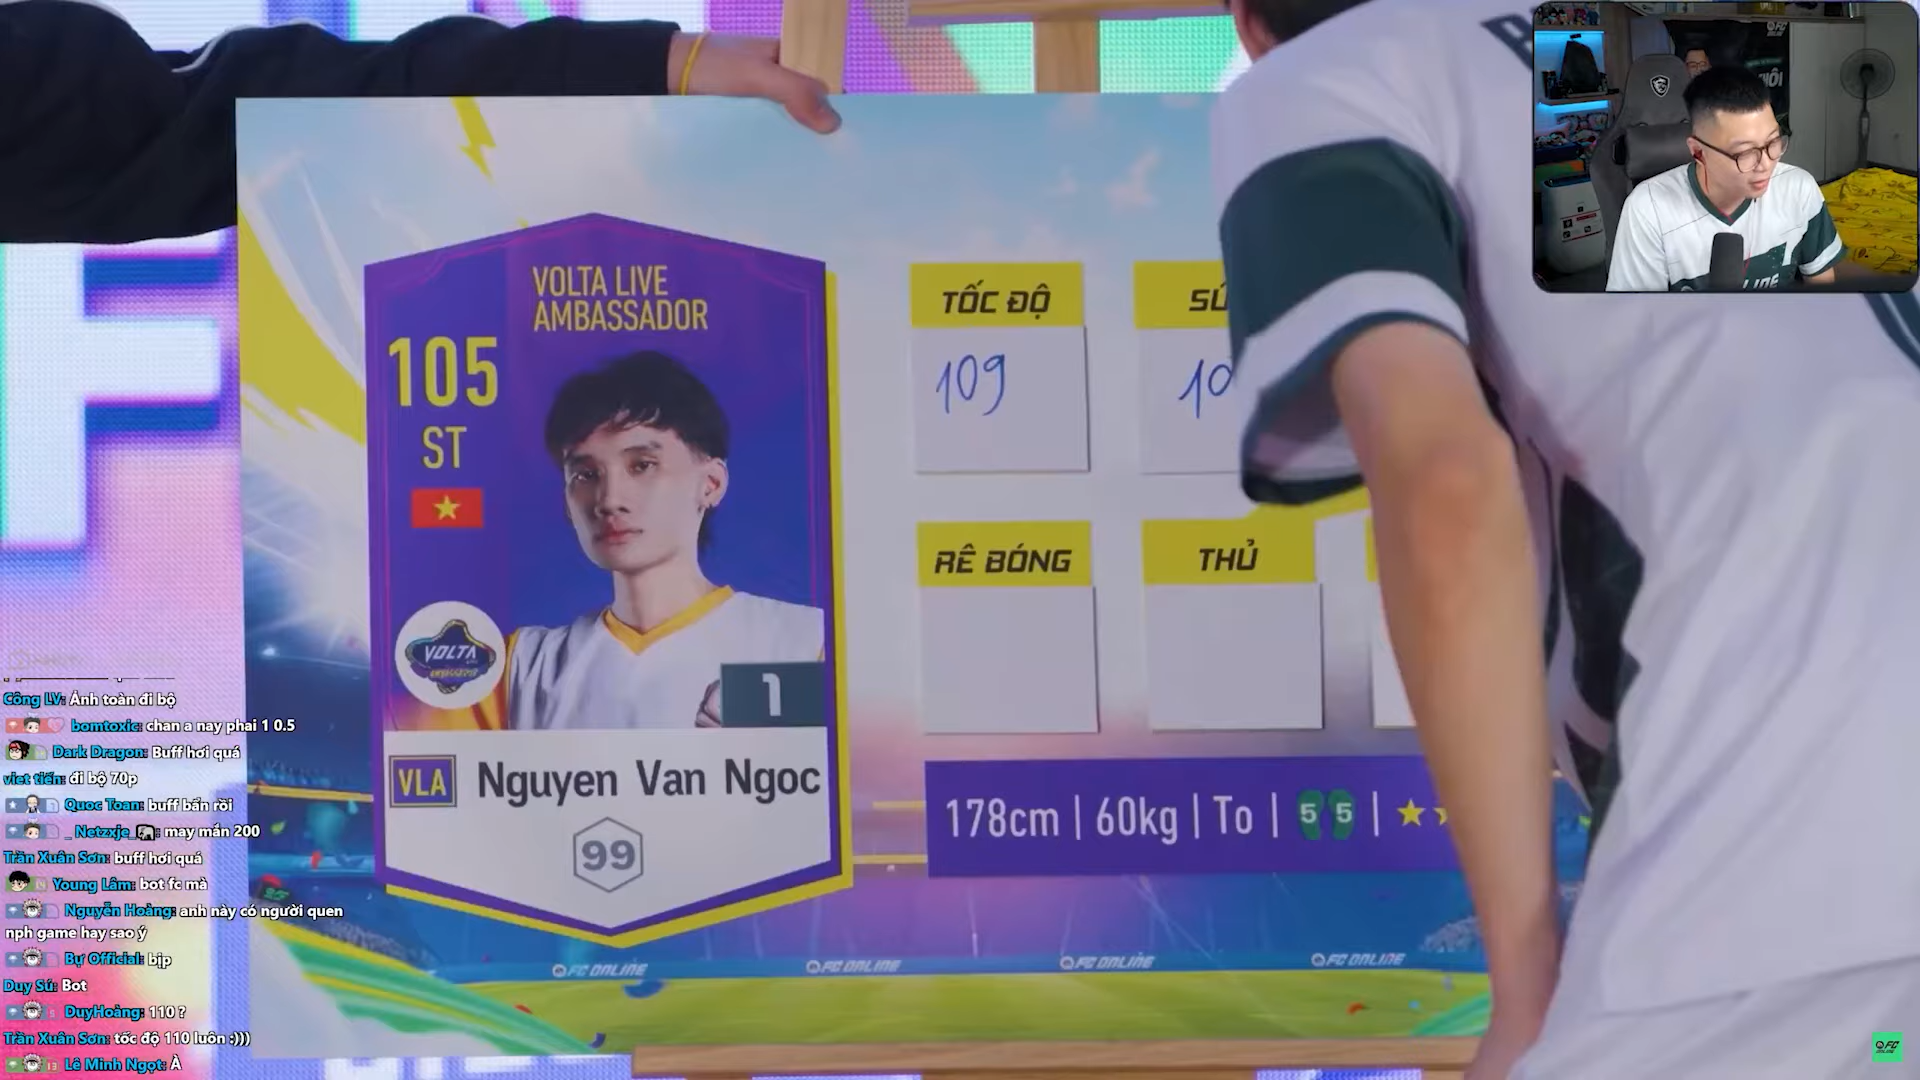 VOLTA LIVE
AMBASSADOR
105
ST
VOLTA
1
VLA Nguyen Van Ngoc
99
TỐC ĐỘ
109
RÊ BÓNG
THỦ
178cm | 60kg | To | 5 5 |
FC ONLINE FC ONLINE FC ONLINE FC ONLINE
Công LV: Ảnh toàn đi bộ
bomtoxic: chan a nay phai 1 0.5
Dark Dragon: Buff hơi quá
viet tiến: đi bộ 70p
Quoc Toan: buff bẩn rồi
_Netzxje_: may mắn 200
Trần Xuân Sơn: buff hơi quá
Young Lâm: bot fc mà
Nguyễn Hoàng: anh này có người quen
nph game hay sao ý
Bự Official: bịp
Duy Sú: Bot
DuyHoàng: 110 ?
Trần Xuân Sơn: tốc độ 110 luôn :)))
Lê Minh Ngọt: À
FC
ONLINE